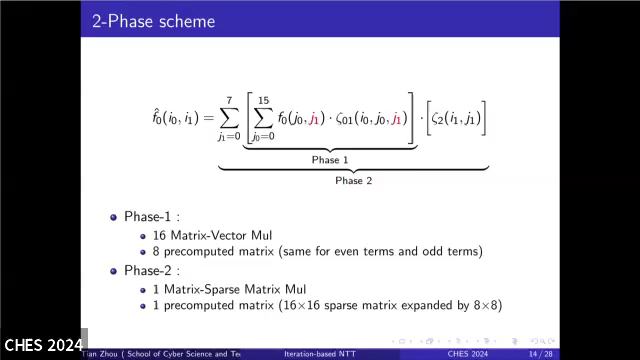 2-Phase scheme
f̂₀(i₀, i₁) = ∑_{j₁=0}^{7} [ ∑_{j₀=0}^{15} f₀(j₀, j₁) · ζ₀₁(i₀, j₀, j₁) ] · [ ζ₂(i₁, j₁) ]
Phase 1
Phase 2
Phase-1 :
16 Matrix-Vector Mul
8 precomputed matrix (same for even terms and odd terms)
Phase-2 :
1 Matrix-Sparse Matrix Mul
1 precomputed matrix (16×16 sparse matrix expanded by 8×8)
CHES 2024
Tian Zhou ( School of Cyber Science and Tec Iteration-based NTT CHES 2024 14 / 28